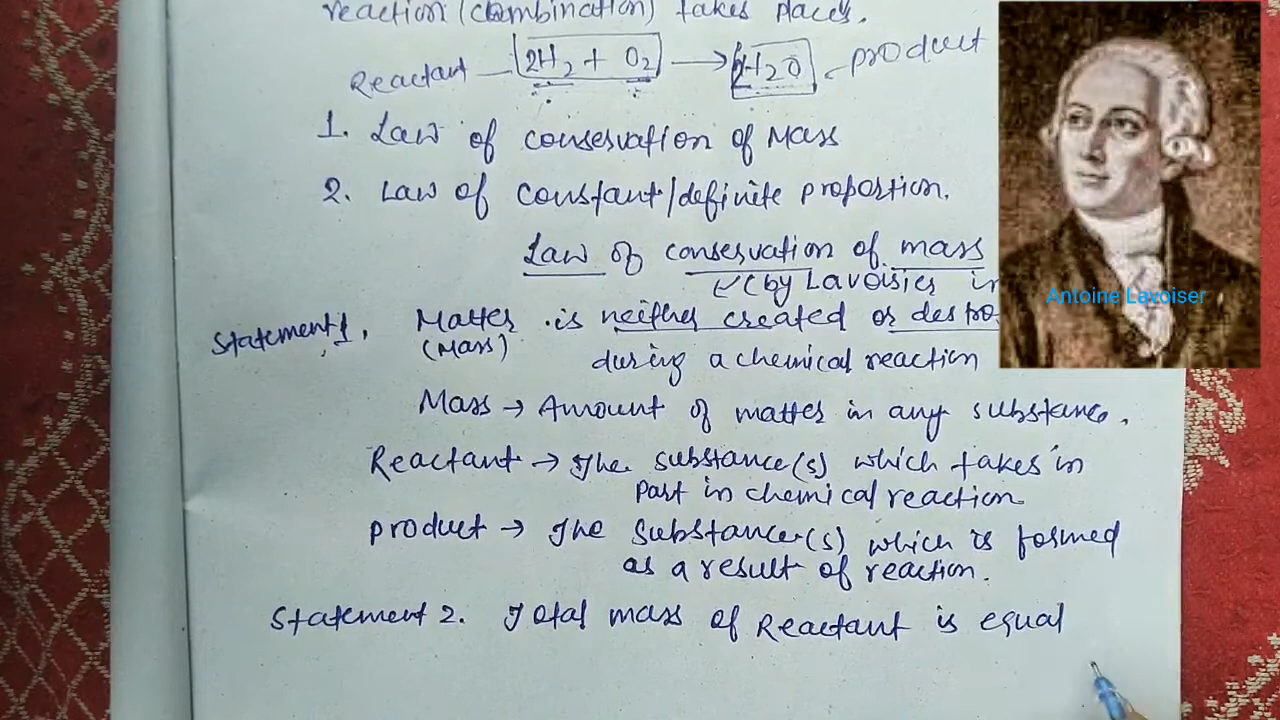 reaction (combination) takes places.
Reactant — 2H2 + O2 → 2H2O - product
1. Law of conservation of Mass
2. Law of constant/definite proportion.
Law of conservation of mass
(by Lavoisier in
Statement 1. Matter is neither created or destro
(Mass)
during a chemical reaction
Mass → Amount of matter in any substance.
Reactant → The substance(s) which takes in
Part in chemical reaction
product → The substance(s) which is formed
as a result of reaction.
Statement 2. Total mass of Reactant is equal
Antoine Lavoiser